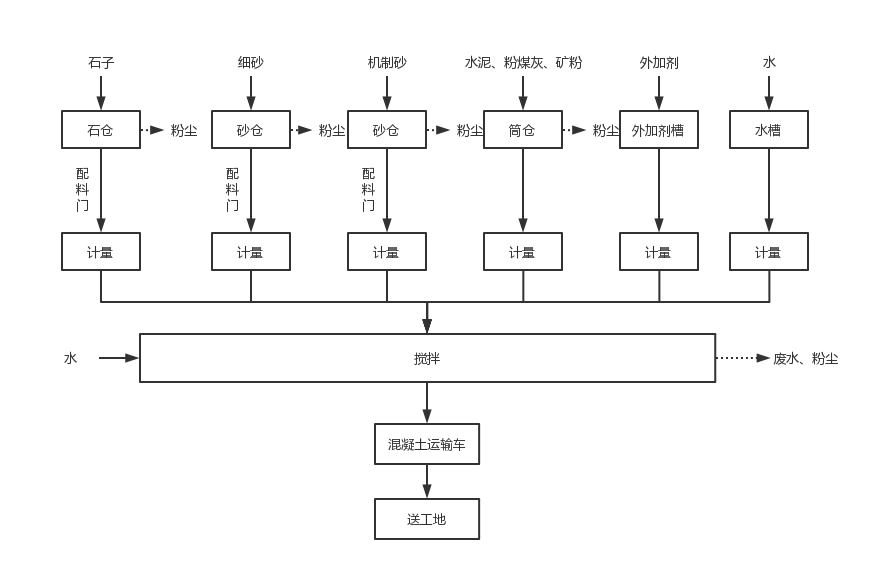 石子
细砂
机制砂
水泥、粉煤灰、矿粉
外加剂
水
石仓
粉尘
砂仓
粉尘
砂仓
粉尘
筒仓
粉尘
外加剂槽
水槽
配料门
配料门
配料门
计量
计量
计量
计量
计量
计量
水
搅拌
废水、粉尘
混凝土运输车
送工地